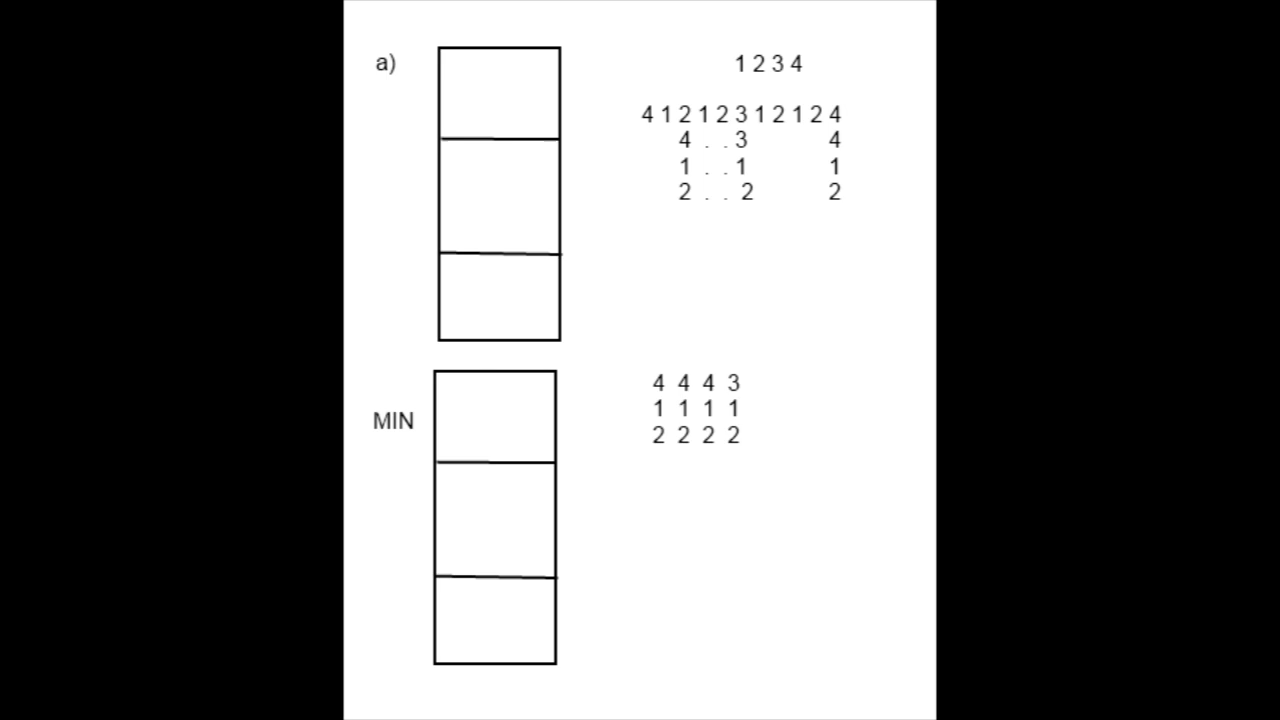 a)
1 2 3 4
4 1 2 1 2 3 1 2 1 2 4
4 . . 3 4
1 . . 1 1
2 . . 2 2
MIN
4 4 4 3
1 1 1 1
2 2 2 2